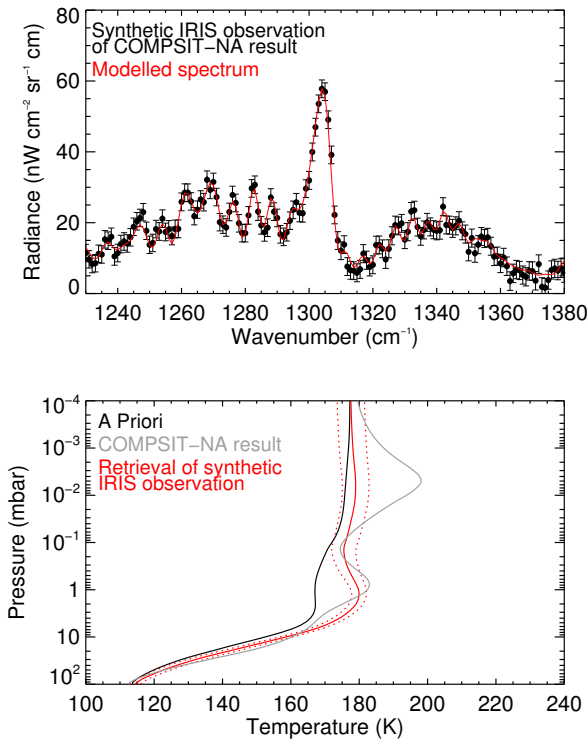 80
60
40
20
0
Radiance (nW cm⁻² sr⁻¹ cm)
Synthetic IRIS observation
of COMPSIT−NA result
Modelled spectrum
1240 1260 1280 1300 1320 1340 1360 1380
Wavenumber (cm⁻¹)
10⁻⁴
10⁻³
10⁻²
10⁻¹
1
10
10²
Pressure (mbar)
A Priori
COMPSIT−NA result
Retrieval of synthetic
IRIS observation
100 120 140 160 180 200 220 240
Temperature (K)